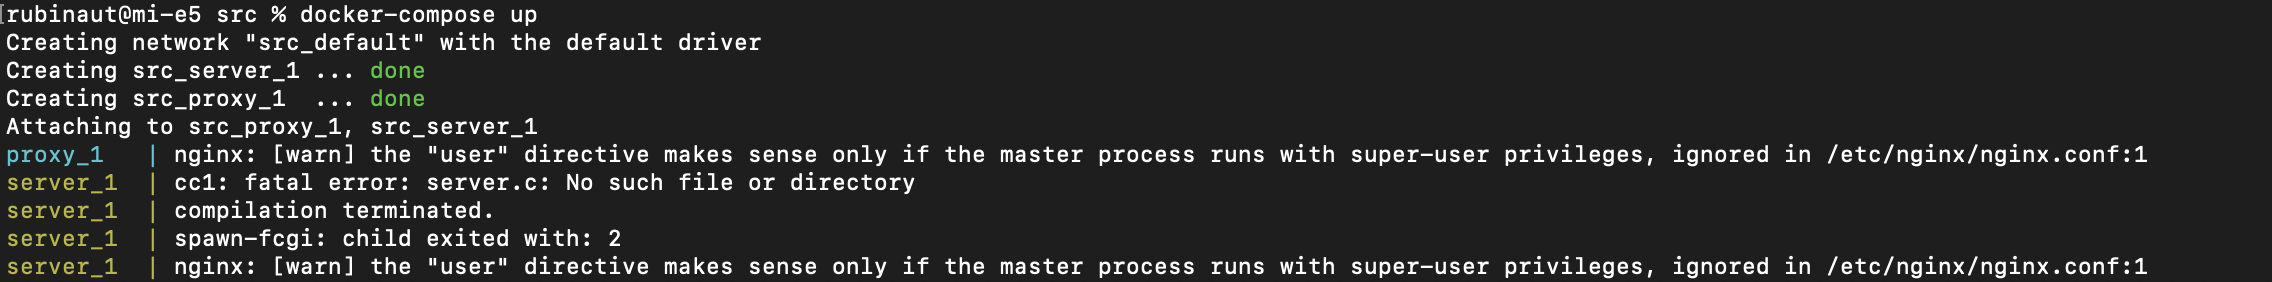 [rubinaut@mi-e5 src % docker-compose up
Creating network "src_default" with the default driver
Creating src_server_1 ... done
Creating src_proxy_1  ... done
Attaching to src_proxy_1, src_server_1
proxy_1   | nginx: [warn] the "user" directive makes sense only if the master process runs with super-user privileges, ignored in /etc/nginx/nginx.conf:1
server_1  | cc1: fatal error: server.c: No such file or directory
server_1  | compilation terminated.
server_1  | spawn-fcgi: child exited with: 2
server_1  | nginx: [warn] the "user" directive makes sense only if the master process runs with super-user privileges, ignored in /etc/nginx/nginx.conf:1